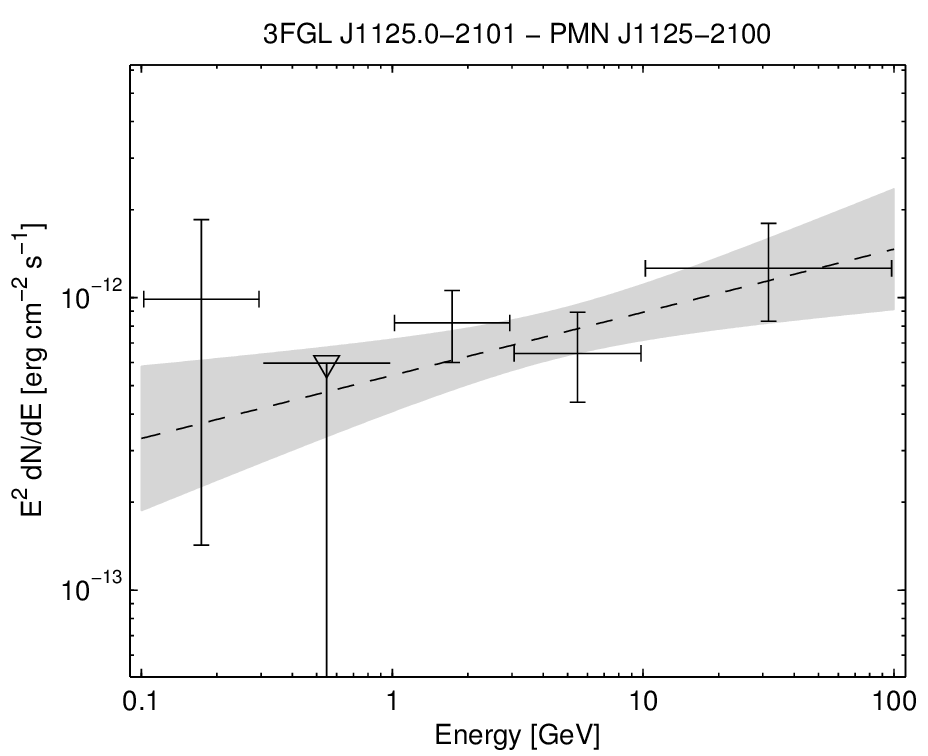 3FGL J1125.0−2101 − PMN J1125−2100
E² dN/dE [erg cm⁻² s⁻¹]
10⁻¹²
10⁻¹³
0.1 1 10 100
Energy [GeV]